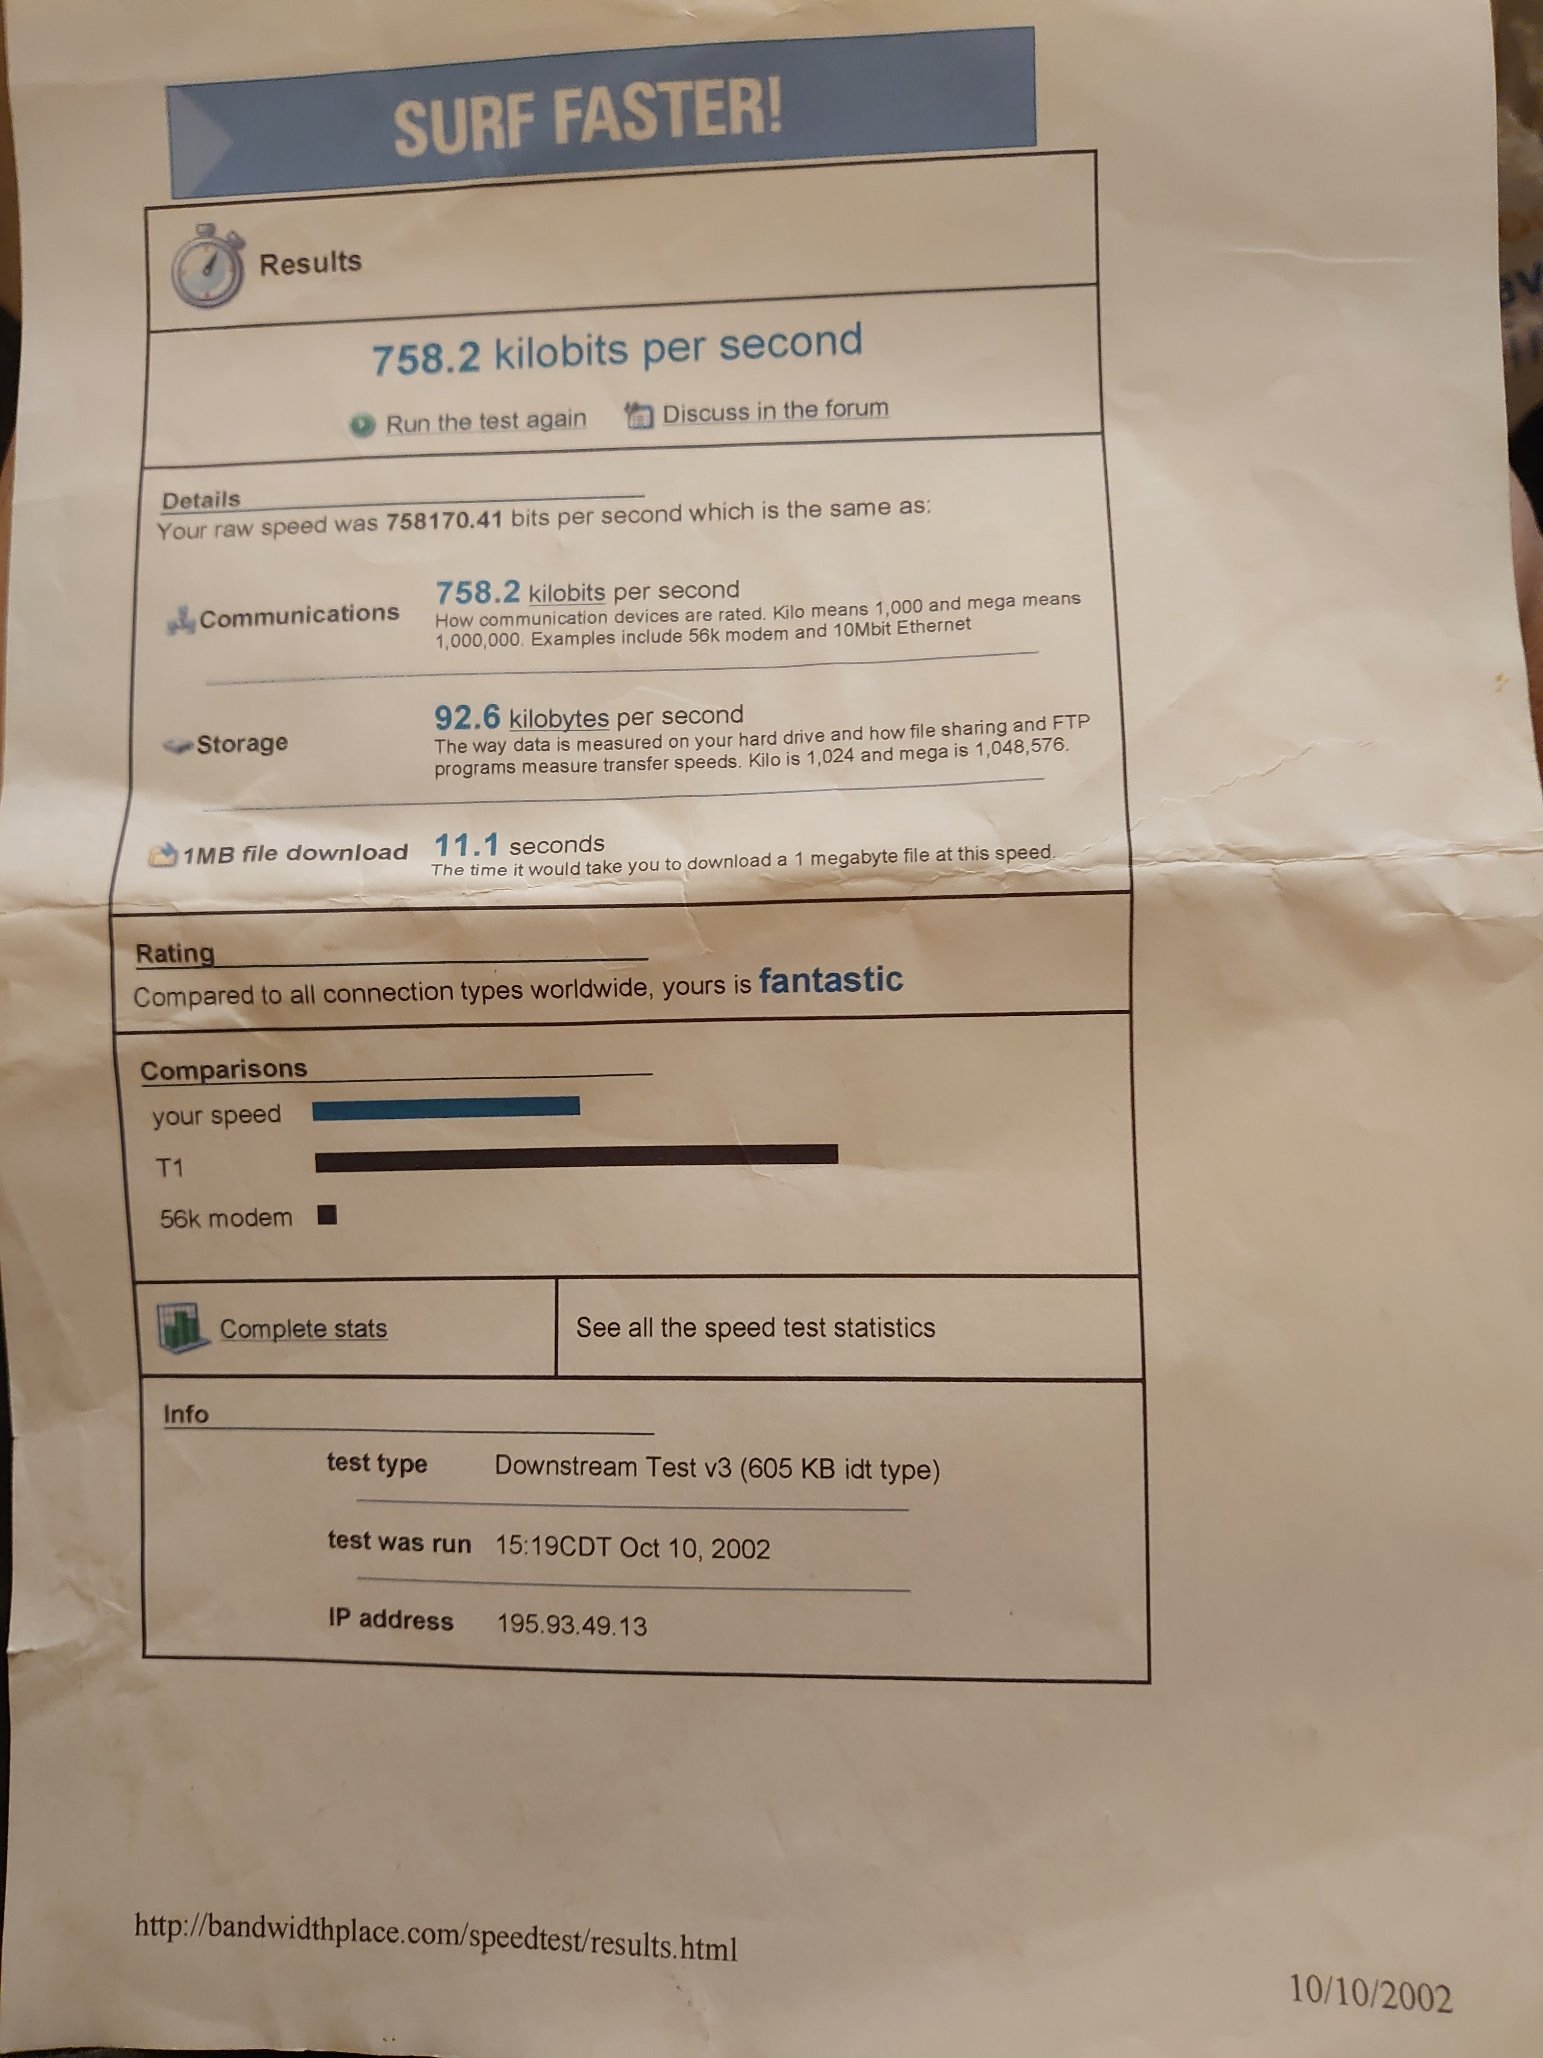 SURF FASTER!
Results
758.2 kilobits per second
Run the test again Discuss in the forum
Details
Your raw speed was 758170.41 bits per second which is the same as:
Communications 758.2 kilobits per second
How communication devices are rated. Kilo means 1,000 and mega means
1,000,000. Examples include 56k modem and 10Mbit Ethernet
Storage 92.6 kilobytes per second
The way data is measured on your hard drive and how file sharing and FTP
programs measure transfer speeds. Kilo is 1,024 and mega is 1,048,576.
1MB file download 11.1 seconds
The time it would take you to download a 1 megabyte file at this speed.
Rating
Compared to all connection types worldwide, yours is fantastic
Comparisons
your speed
T1
56k modem
Complete stats See all the speed test statistics
Info
test type Downstream Test v3 (605 KB idt type)
test was run 15:19CDT Oct 10, 2002
IP address 195.93.49.13
http://bandwidthplace.com/speedtest/results.html
10/10/2002